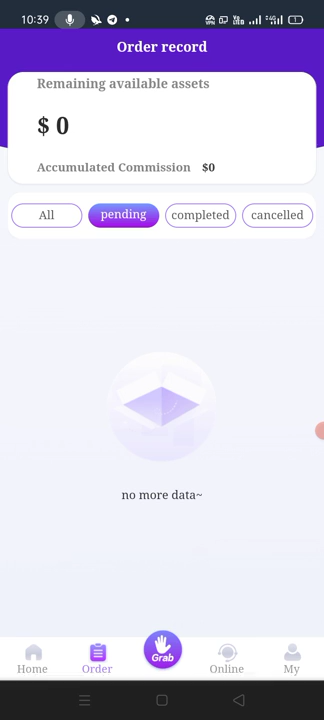 10:39
Order record
Remaining available assets
$ 0
Accumulated Commission $0
All pending completed cancelled
no more data~
Grab
Home Order Online My